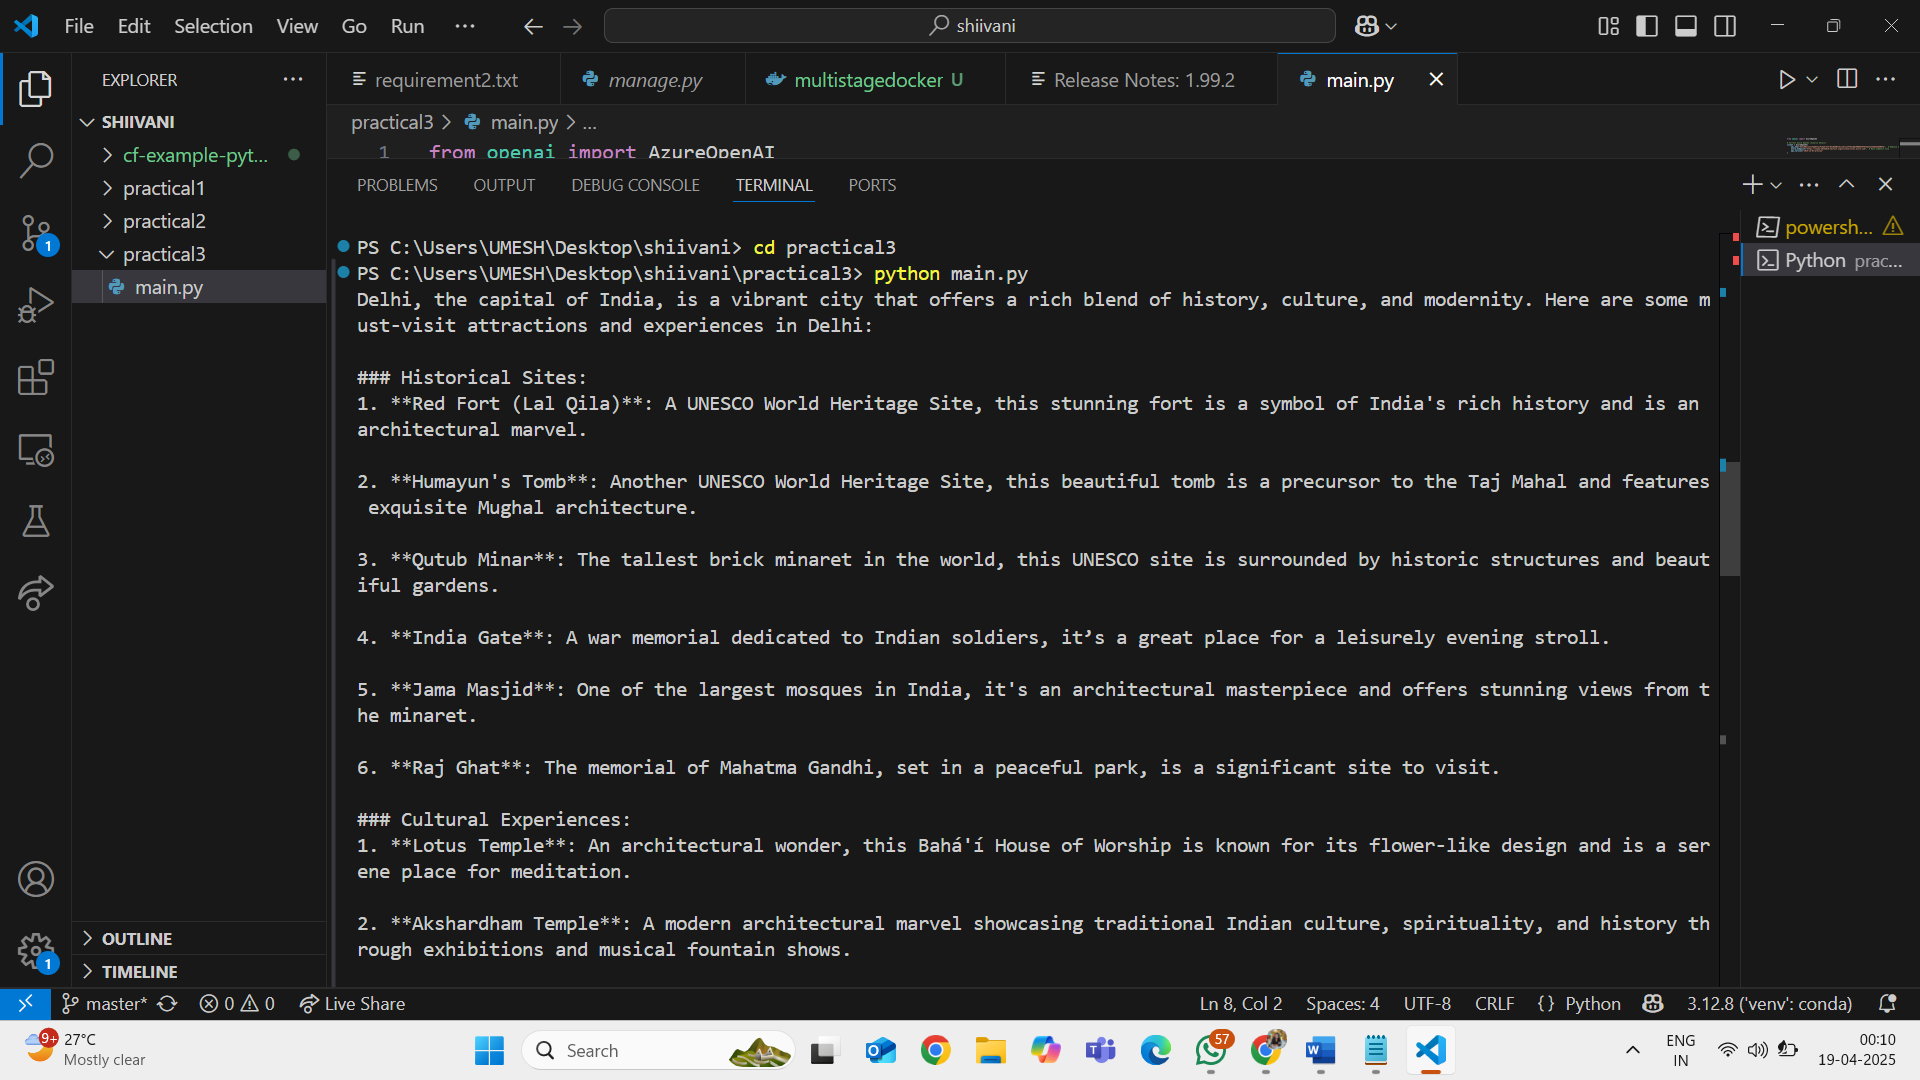 File Edit Selection View Go Run ··· shiivani
EXPLORER ···
requirement2.txt manage.py multistagedocker U Release Notes: 1.99.2 main.py
SHIIVANI
cf-example-pyt...
practical1
practical2
practical3
main.py
practical3 > main.py > ...
1 from openai import AzureOpenAI
PROBLEMS OUTPUT DEBUG CONSOLE TERMINAL PORTS
powersh...
Python prac...
PS C:\Users\UMESH\Desktop\shiivani> cd practical3
PS C:\Users\UMESH\Desktop\shiivani\practical3> python main.py
Delhi, the capital of India, is a vibrant city that offers a rich blend of history, culture, and modernity. Here are some m
ust-visit attractions and experiences in Delhi:
### Historical Sites:
1. **Red Fort (Lal Qila)**: A UNESCO World Heritage Site, this stunning fort is a symbol of India's rich history and is an
architectural marvel.
2. **Humayun's Tomb**: Another UNESCO World Heritage Site, this beautiful tomb is a precursor to the Taj Mahal and features
exquisite Mughal architecture.
3. **Qutub Minar**: The tallest brick minaret in the world, this UNESCO site is surrounded by historic structures and beaut
iful gardens.
4. **India Gate**: A war memorial dedicated to Indian soldiers, it’s a great place for a leisurely evening stroll.
5. **Jama Masjid**: One of the largest mosques in India, it's an architectural masterpiece and offers stunning views from t
he minaret.
6. **Raj Ghat**: The memorial of Mahatma Gandhi, set in a peaceful park, is a significant site to visit.
### Cultural Experiences:
1. **Lotus Temple**: An architectural wonder, this Bahá'í House of Worship is known for its flower-like design and is a ser
ene place for meditation.
2. **Akshardham Temple**: A modern architectural marvel showcasing traditional Indian culture, spirituality, and history th
rough exhibitions and musical fountain shows.
OUTLINE
TIMELINE
1
1
master* 0 0 Live Share Ln 8, Col 2 Spaces: 4 UTF-8 CRLF {} Python 3.12.8 ('venv': conda)
9+ 27°C
Mostly clear
Search
57
ENG
IN
00:10
19-04-2025